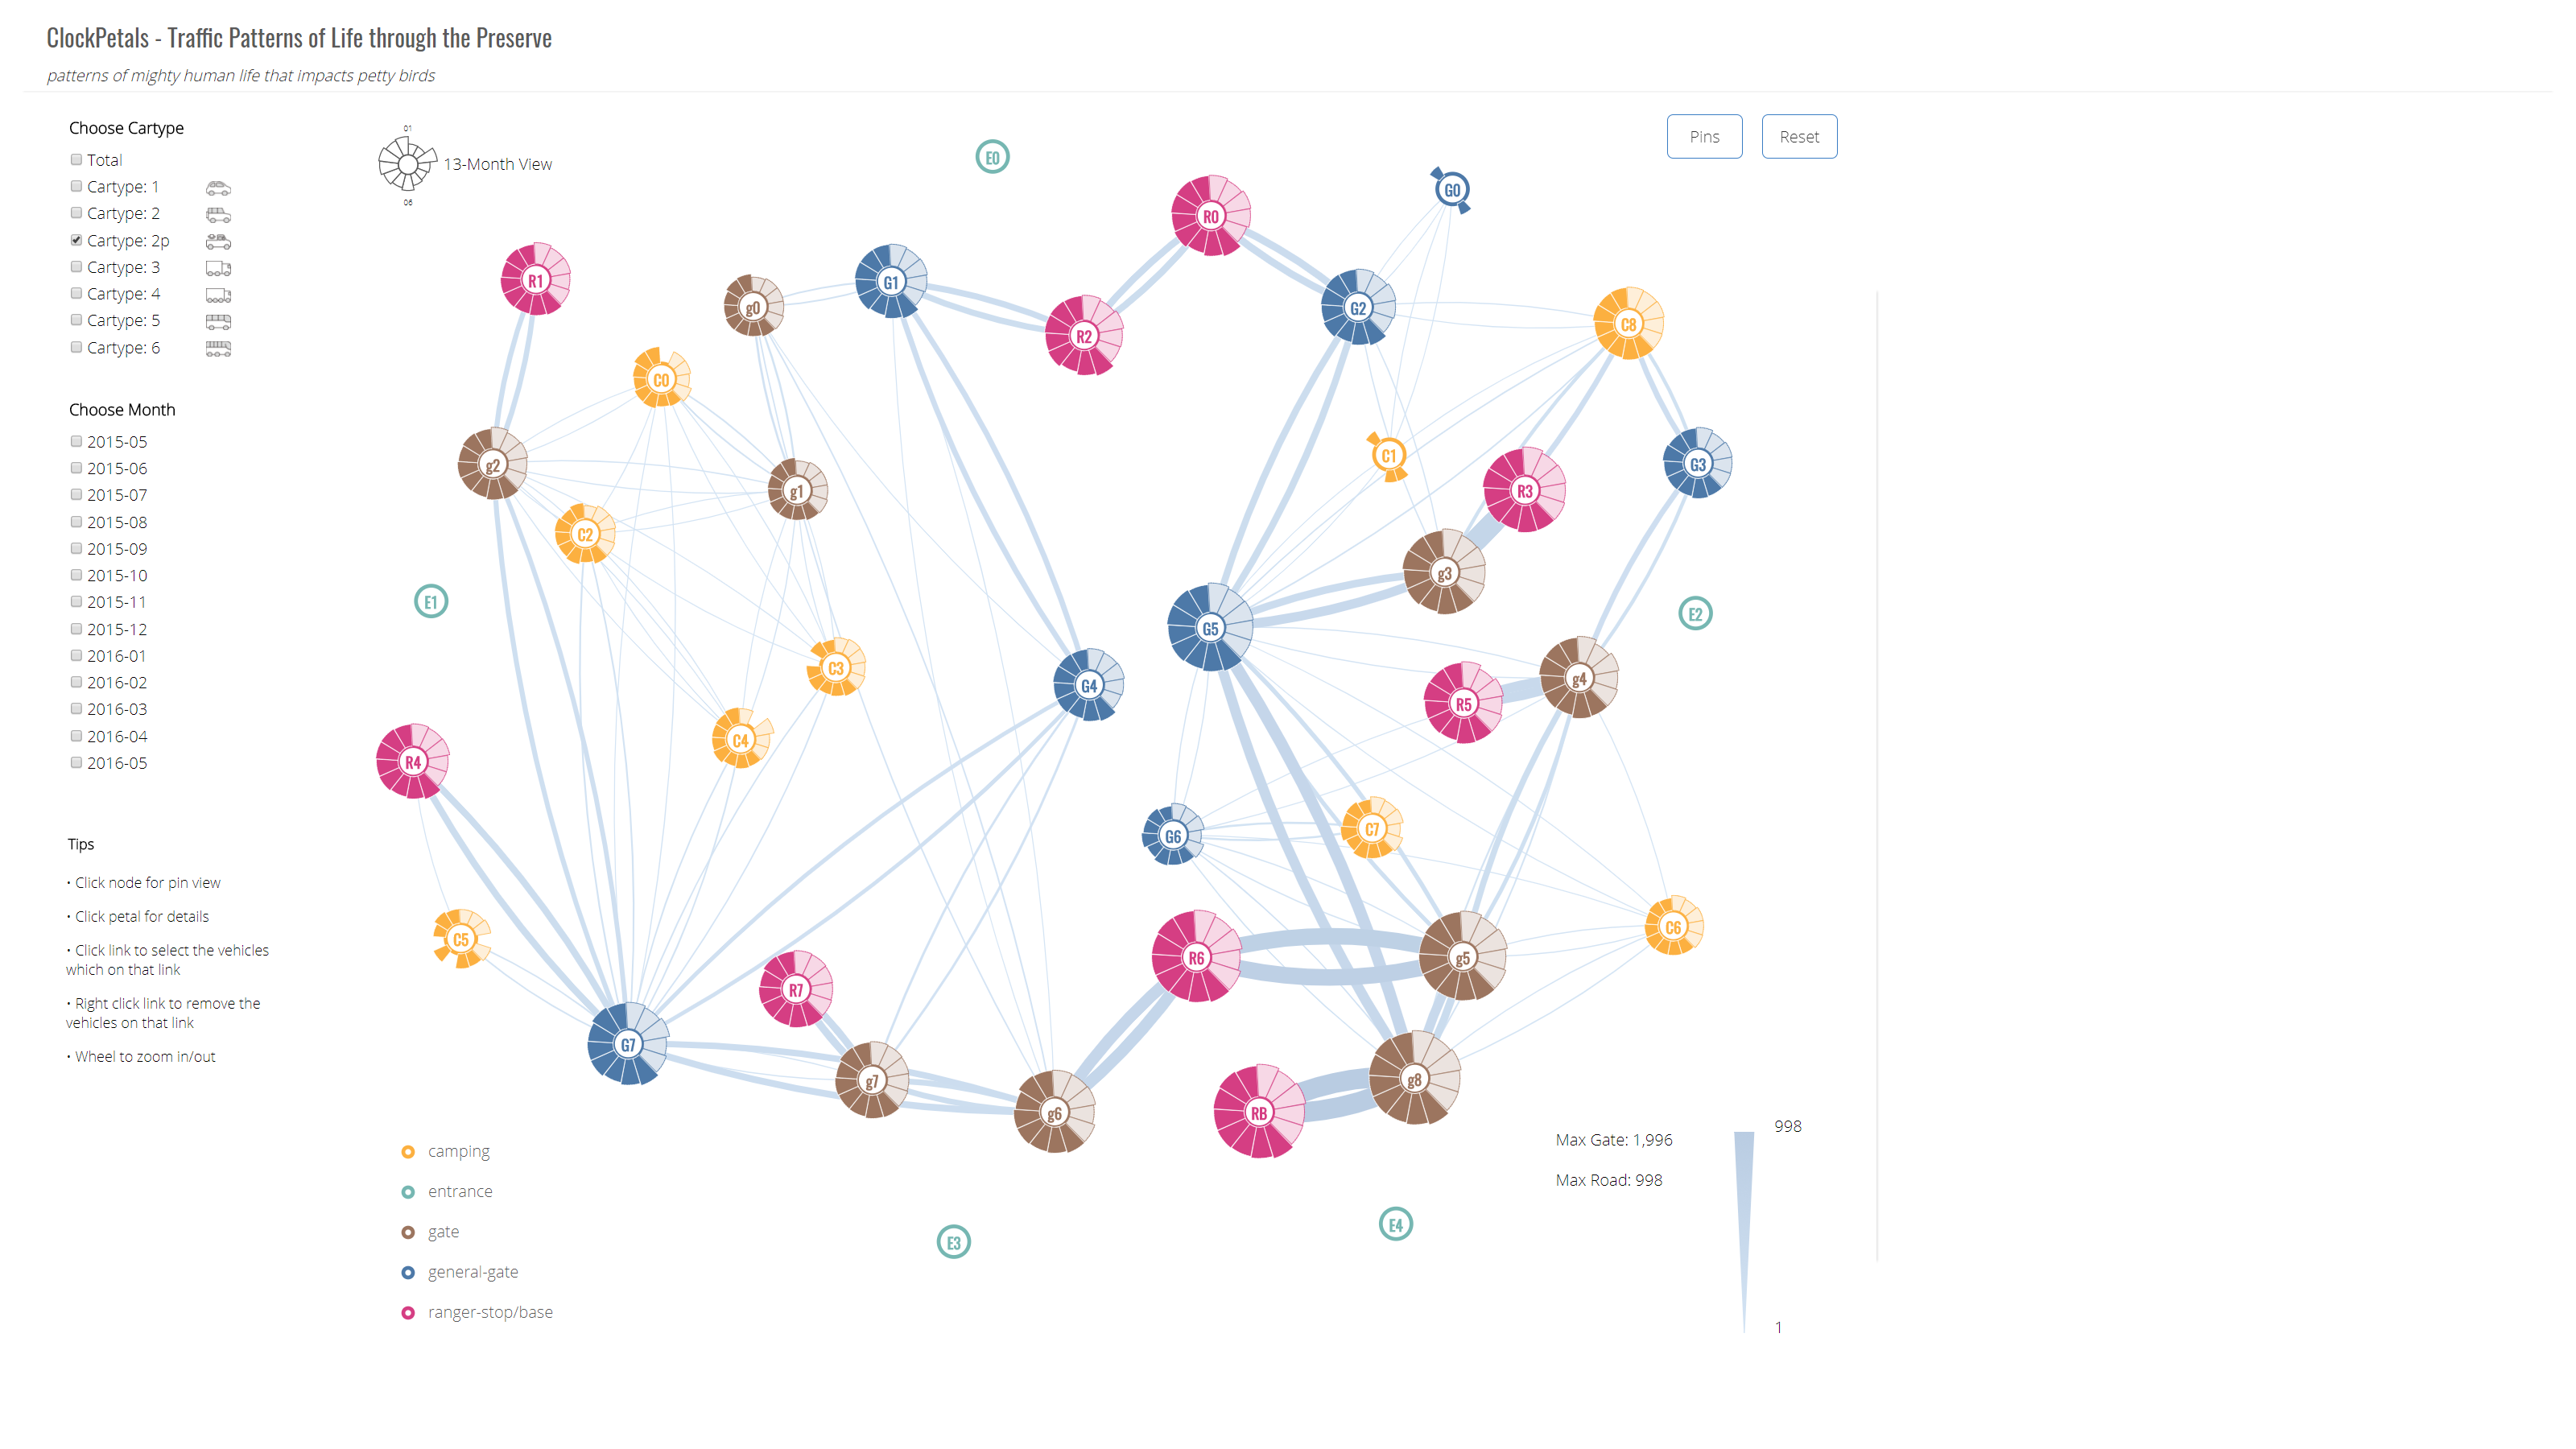 ClockPetals - Traffic Patterns of Life through the Preserve
patterns of mighty human life that impacts petty birds
Choose Cartype
Total
Cartype: 1
Cartype: 2
Cartype: 2p
Cartype: 3
Cartype: 4
Cartype: 5
Cartype: 6
Choose Month
2015-05
2015-06
2015-07
2015-08
2015-09
2015-10
2015-11
2015-12
2016-01
2016-02
2016-03
2016-04
2016-05
Tips
• Click node for pin view
• Click petal for details
• Click link to select the vehicles
which on that link
• Right click link to remove the
vehicles on that link
• Wheel to zoom in/out
01
13-Month View
06
Pins
Reset
E0
G0
R0
R1
G1
g0
G2
C8
R2
C0
C1
g2
G3
g1
R3
C2
g3
E1
E2
G5
C3
g4
G4
R5
C4
R4
C7
G6
C6
C5
R6
g5
R7
G7
g7
g8
g6
RB
E4
E3
camping
entrance
gate
general-gate
ranger-stop/base
Max Gate: 1,996
Max Road: 998
998
1